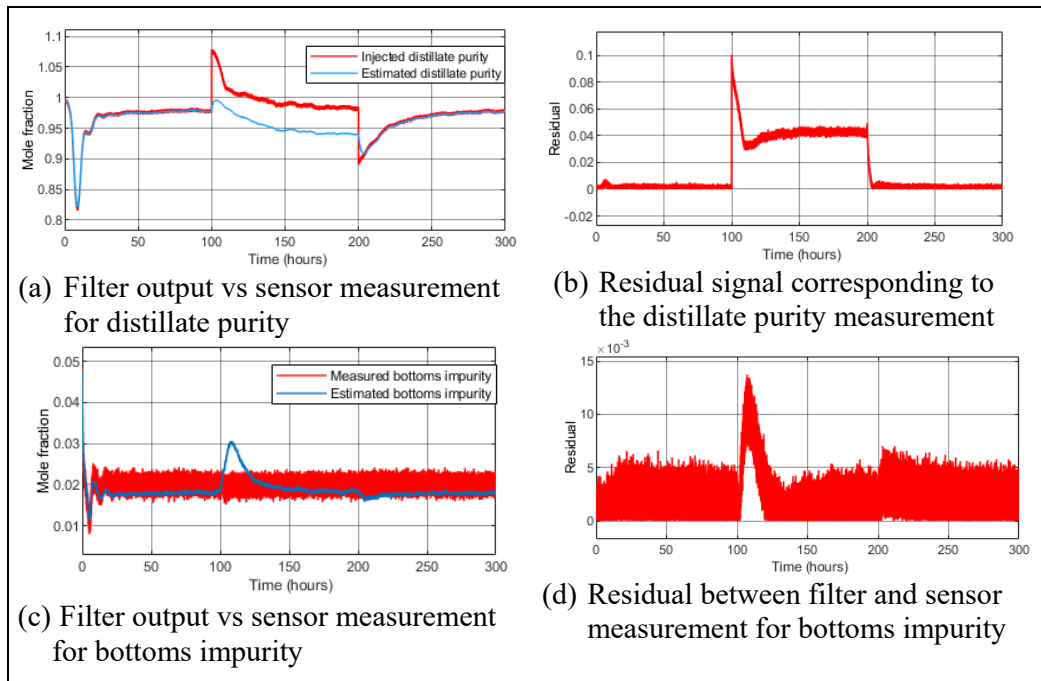 1.1
1.05
1
0.95
0.9
0.85
0.8
Mole fraction
Injected distillate purity
Estimated distillate purity
0 50 100 150 200 250 300
Time (hours)
(a) Filter output vs sensor measurement
for distillate purity
0.1
0.08
0.06
0.04
0.02
0
-0.02
Residual
0 50 100 150 200 250 300
Time (hours)
(b) Residual signal corresponding to
the distillate purity measurement
0.05
0.04
0.03
0.02
0.01
Mole fraction
Measured bottoms impurity
Estimated bottoms impurity
0 50 100 150 200 250 300
Time (hours)
(c) Filter output vs sensor measurement
for bottoms impurity
×10-3
15
10
5
0
Residual
0 50 100 150 200 250 300
Time (hours)
(d) Residual between filter and sensor
measurement for bottoms impurity